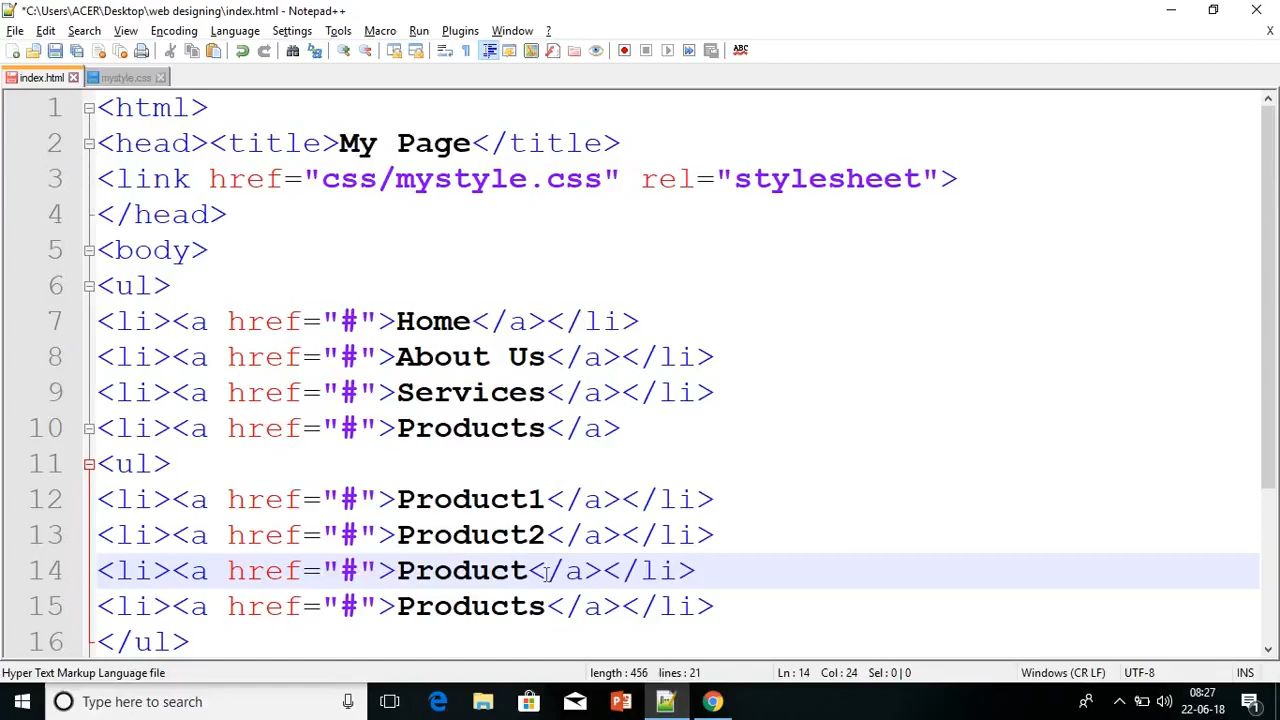 *C:\Users\ACER\Desktop\web designing\index.html - Notepad++
File Edit Search View Encoding Language Settings Tools Macro Run Plugins Window ? X
ABC
index.html mystyle.css
1 <html>
2 <head><title>My Page</title>
3 <link href="css/mystyle.css" rel="stylesheet">
4 </head>
5 <body>
6 <ul>
7 <li><a href="#">Home</a></li>
8 <li><a href="#">About Us</a></li>
9 <li><a href="#">Services</a></li>
10 <li><a href="#">Products</a>
11 <ul>
12 <li><a href="#">Product1</a></li>
13 <li><a href="#">Product2</a></li>
14 <li><a href="#">Product</a></li>
15 <li><a href="#">Products</a></li>
16 </ul>
Hyper Text Markup Language file length : 456 lines : 21 Ln : 14 Col : 24 Sel : 0 | 0 Windows (CR LF) UTF-8 INS
Type here to search 08:27
22-06-18 1